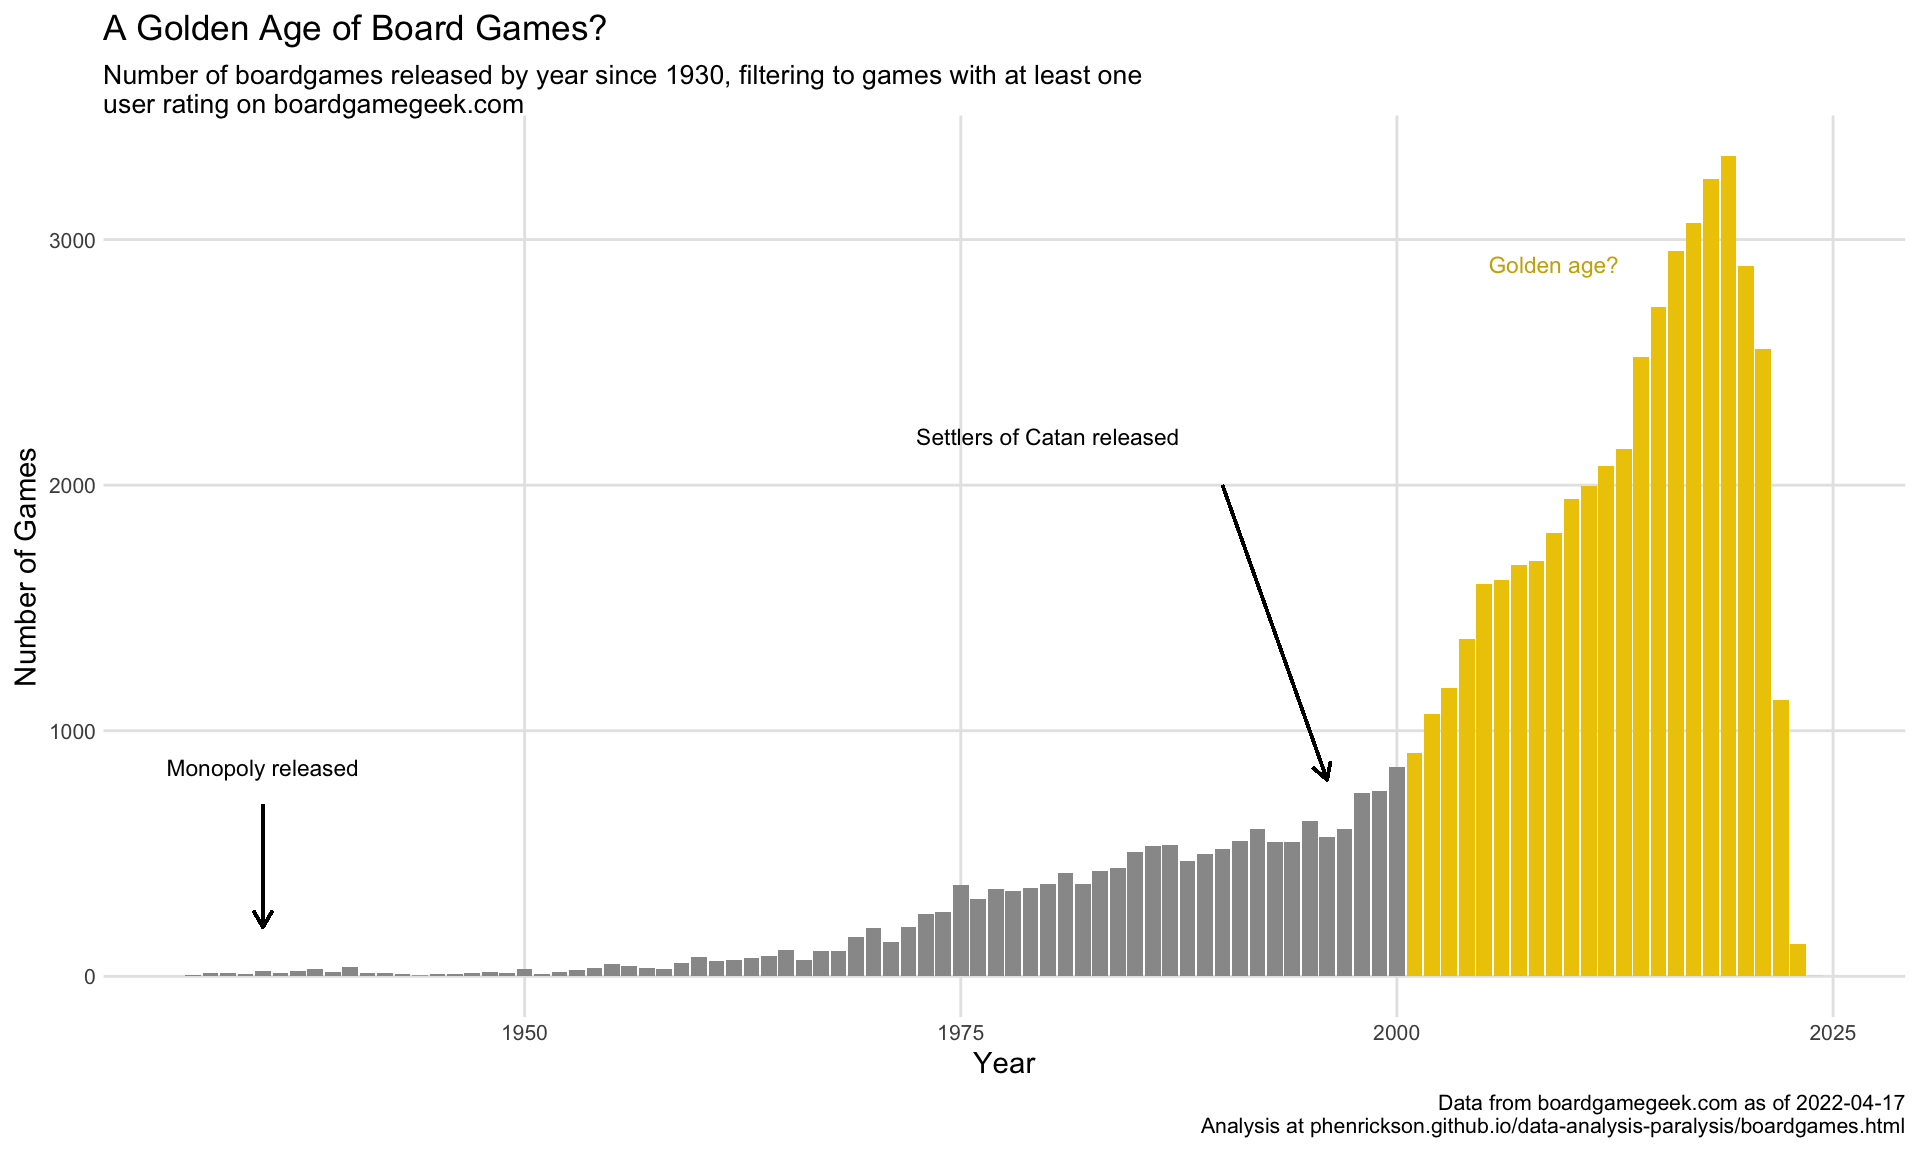 A Golden Age of Board Games?
Number of boardgames released by year since 1930, filtering to games with at least one
user rating on boardgamegeek.com
Number of Games
3000
2000
1000
0
Golden age?
Settlers of Catan released
Monopoly released
1950
1975
2000
2025
Year
Data from boardgamegeek.com as of 2022-04-17
Analysis at phenrickson.github.io/data-analysis-paralysis/boardgames.html